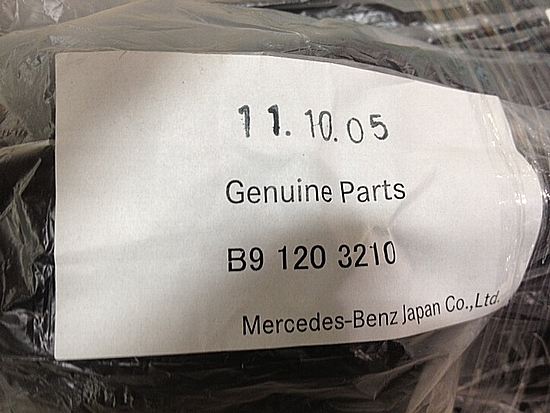 11.10.05
Genuine Parts
B9 120 3210
Mercedes-Benz Japan Co.,Ltd.